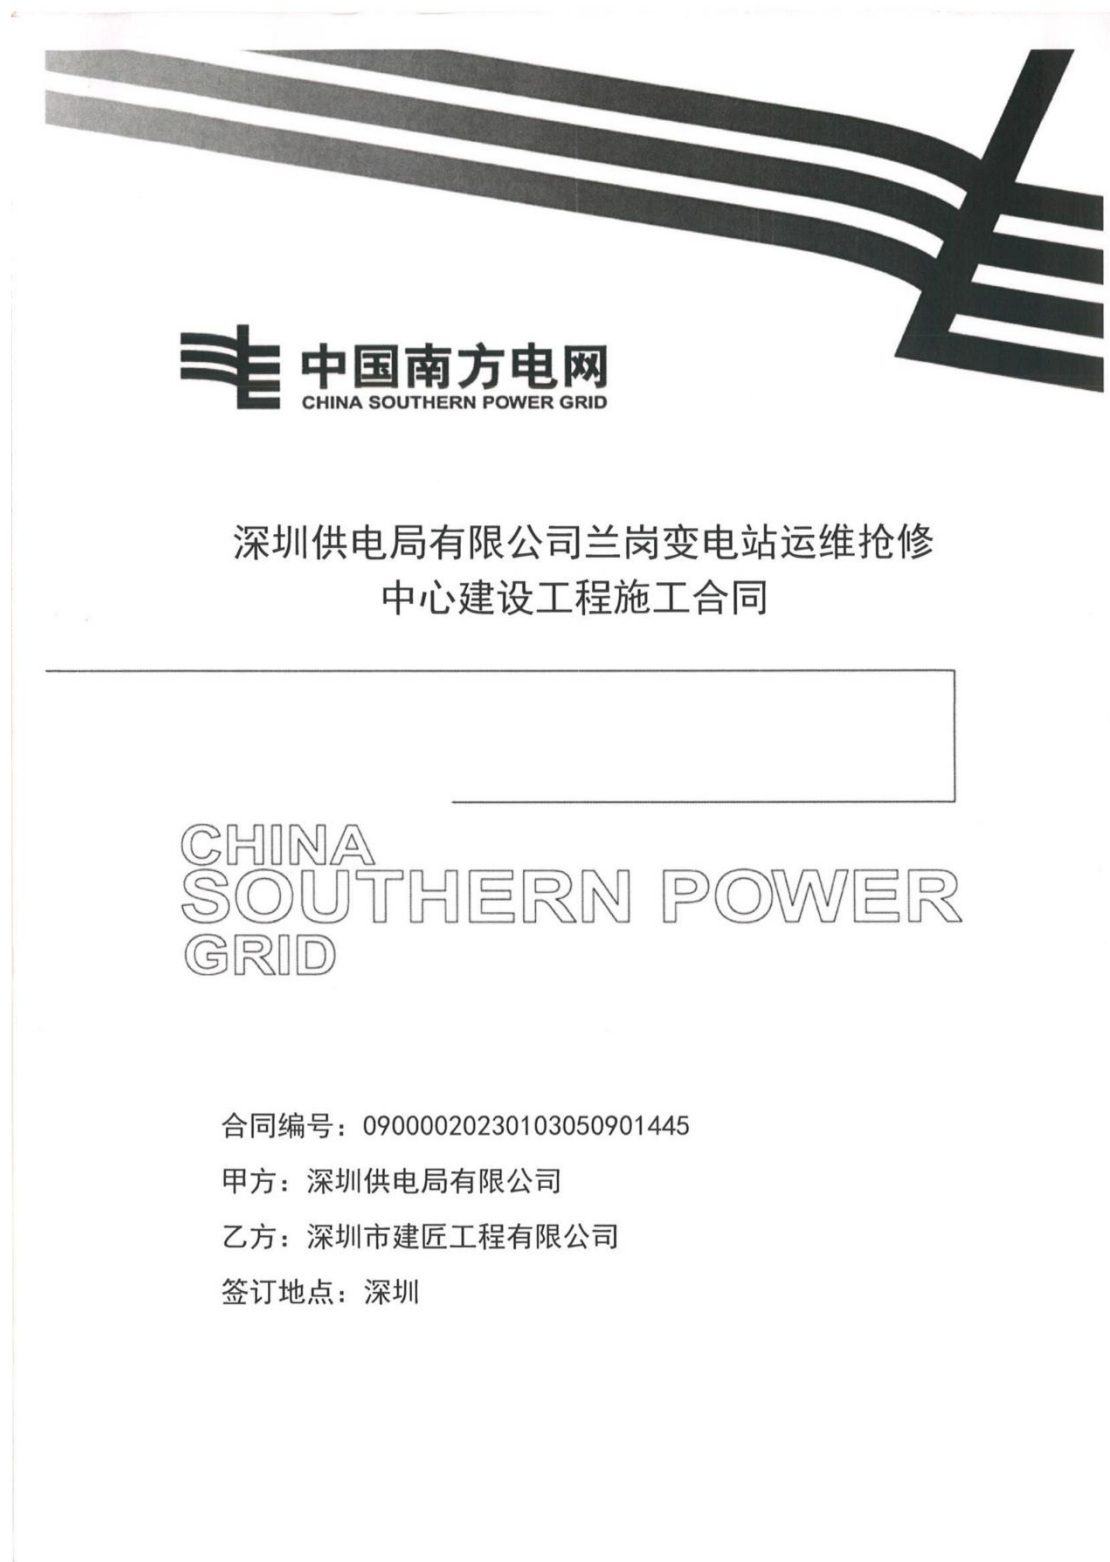 中国南方电网
CHINA SOUTHERN POWER GRID
深圳供电局有限公司兰岗变电站运维抢修
中心建设工程施工合同
CHINA
SOUTHERN POWER
GRID
合同编号：0900002023010305090144​5
甲方：深圳供电局有限公司
乙方：深圳市建匠工程有限公司
签订地点：深圳